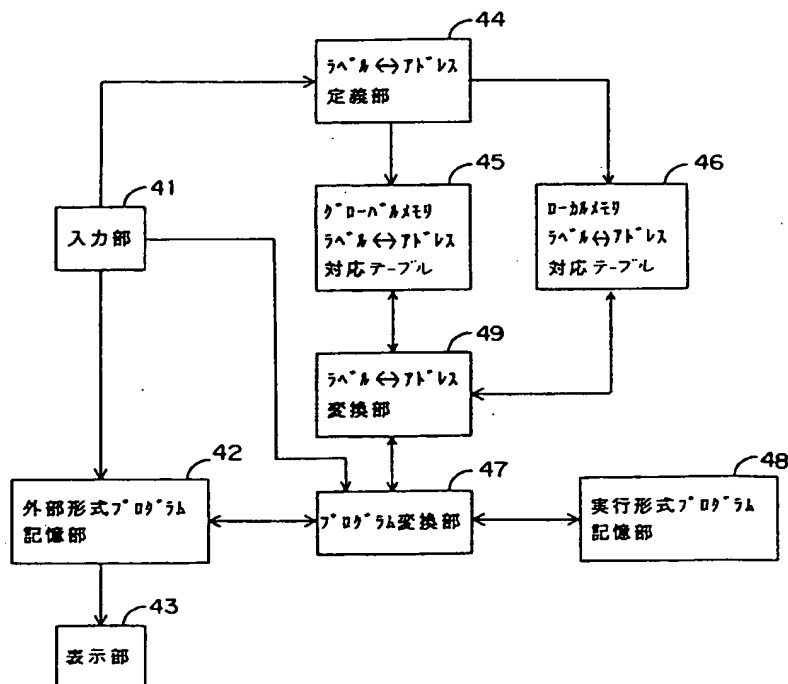 44
ﾗﾍﾞﾙ↔ｱﾄﾞﾚｽ
定義部
45
ｸﾞﾛｰﾊﾞﾙﾒﾓﾘ
ﾗﾍﾞﾙ↔ｱﾄﾞﾚｽ
対応テーブル
46
ﾛｰｶﾙﾒﾓﾘ
ﾗﾍﾞﾙ↔ｱﾄﾞﾚｽ
対応テーブル
41
入力部
49
ﾗﾍﾞﾙ↔ｱﾄﾞﾚｽ
変換部
42
外部形式ﾌﾟﾛｸﾞﾗﾑ
記憶部
47
ﾌﾟﾛｸﾞﾗﾑ変換部
48
実行形式ﾌﾟﾛｸﾞﾗﾑ
記憶部
43
表示部